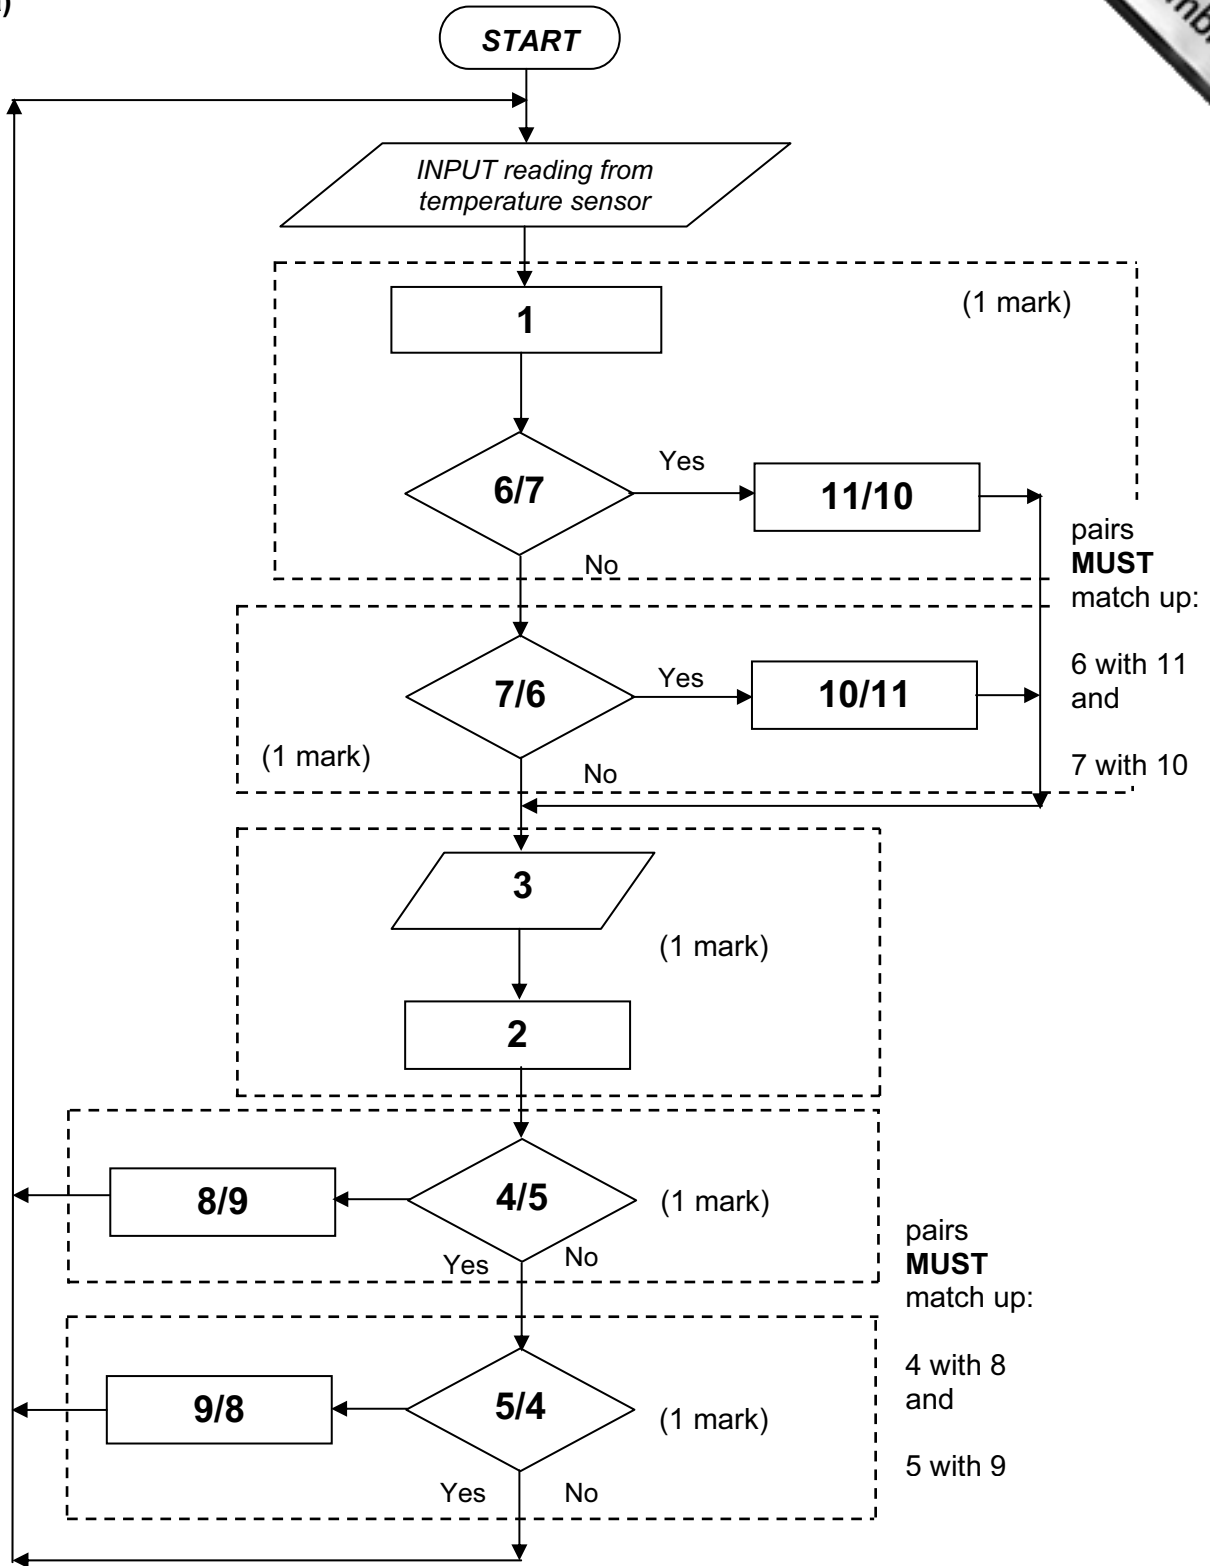 )
START
INPUT reading from
temperature sensor
1
(1 mark)
6/7
Yes
11/10
No
pairs
MUST
match up:
6 with 11
and
7 with 10
7/6
Yes
10/11
(1 mark)
No
3
(1 mark)
2
8/9
4/5
(1 mark)
Yes
No
pairs
MUST
match up:
4 with 8
and
5 with 9
9/8
5/4
(1 mark)
Yes
No